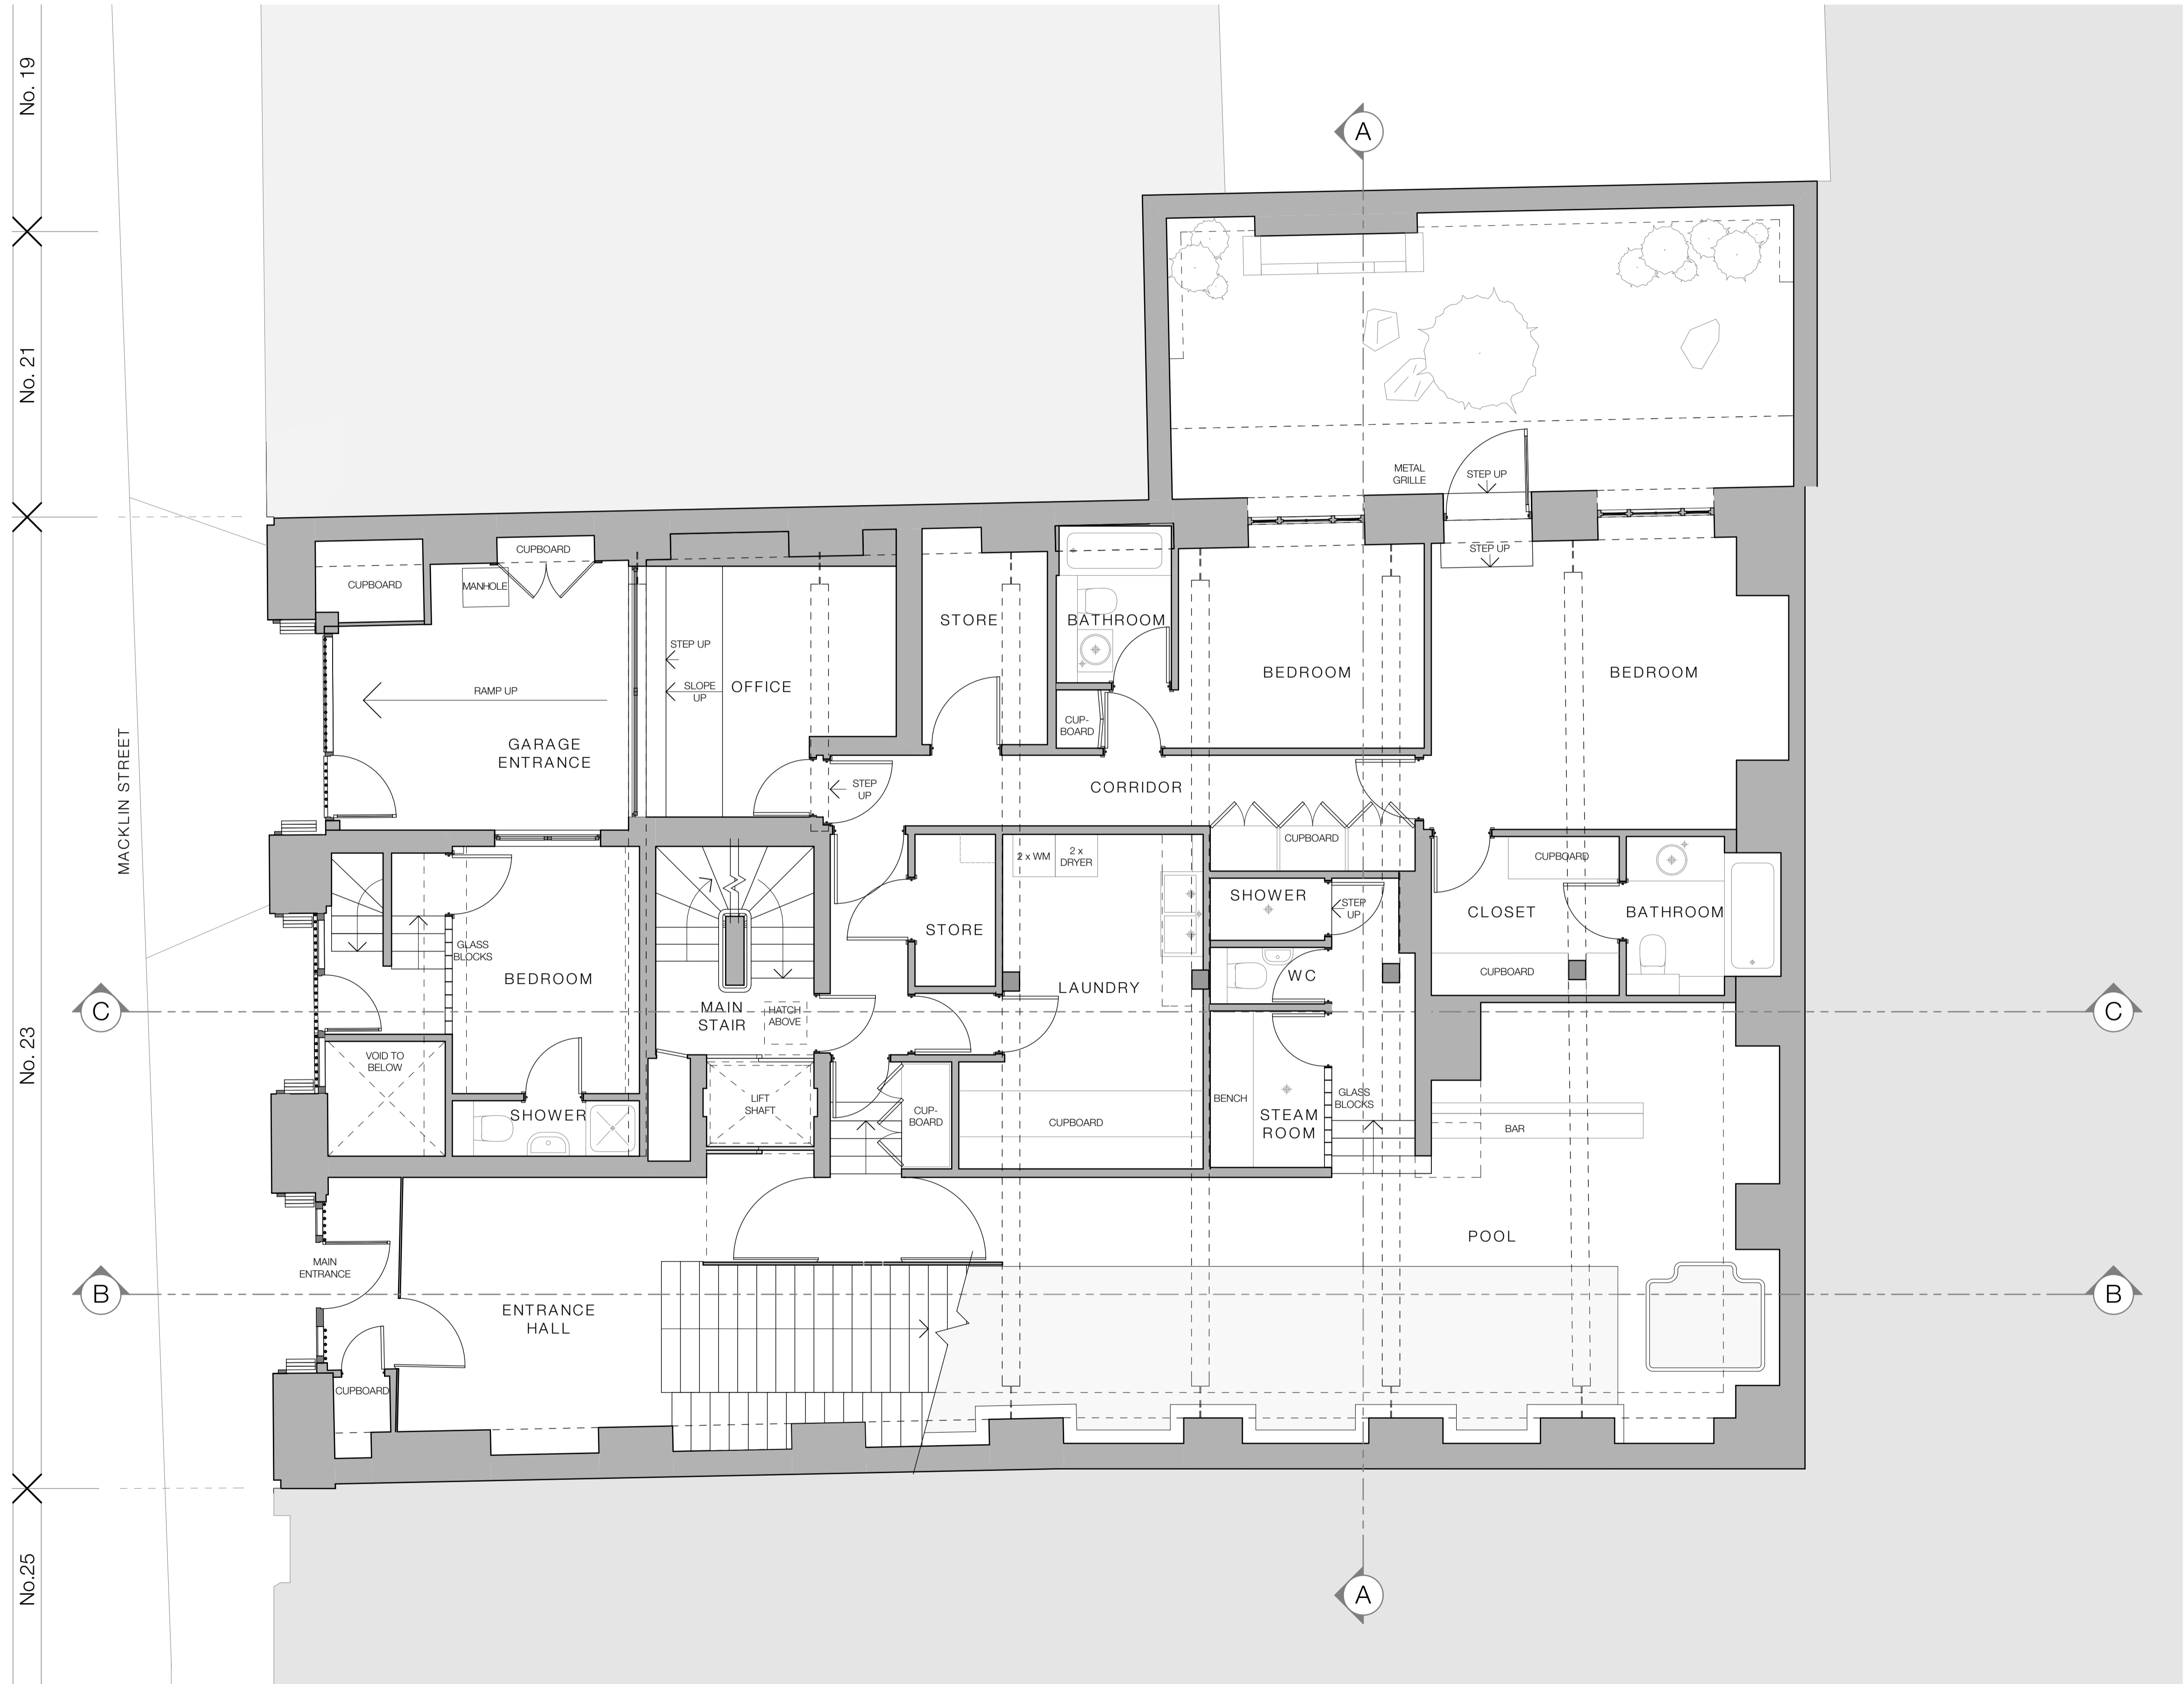 No. 19
No. 21
No. 23
No.25
MACKLIN STREET
A
METAL
GRILLE
STEP UP
STEP UP
CUPBOARD
CUPBOARD
MANHOLE
STEP UP
SLOPE
UP
OFFICE
RAMP UP
GARAGE
ENTRANCE
STORE
BATHROOM
CUP-
BOARD
BEDROOM
BEDROOM
STEP
UP
CORRIDOR
CUPBOARD
2 x WM
2 x
DRYER
STORE
LAUNDRY
CUPBOARD
SHOWER
STEP
UP
WC
CLOSET
CUPBOARD
CUPBOARD
BATHROOM
GLASS
BLOCKS
BEDROOM
MAIN
STAIR
HATCH
ABOVE
C
C
VOID TO
BELOW
SHOWER
LIFT
SHAFT
CUP-
BOARD
BENCH
STEAM
ROOM
GLASS
BLOCKS
BAR
POOL
MAIN
ENTRANCE
ENTRANCE
HALL
B
B
CUPBOARD
A